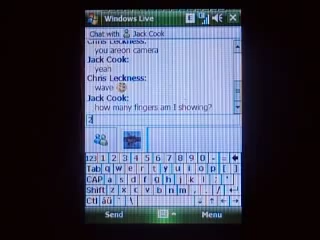 Windows Live
Chat with Jack Cook
Chris Leckness:
you areon camera
Jack Cook:
yeah
Chris Leckness:
wave
Jack Cook:
how many fingers am I showing?
2
123 1 2 3 4 5 6 7 8 9 0 - =
Tab q w e r t y u i o p [ ]
CAP a s d f g h j k l ; '
Shift z x c v b n m , . /
Ctl áü ` \
Send Menu